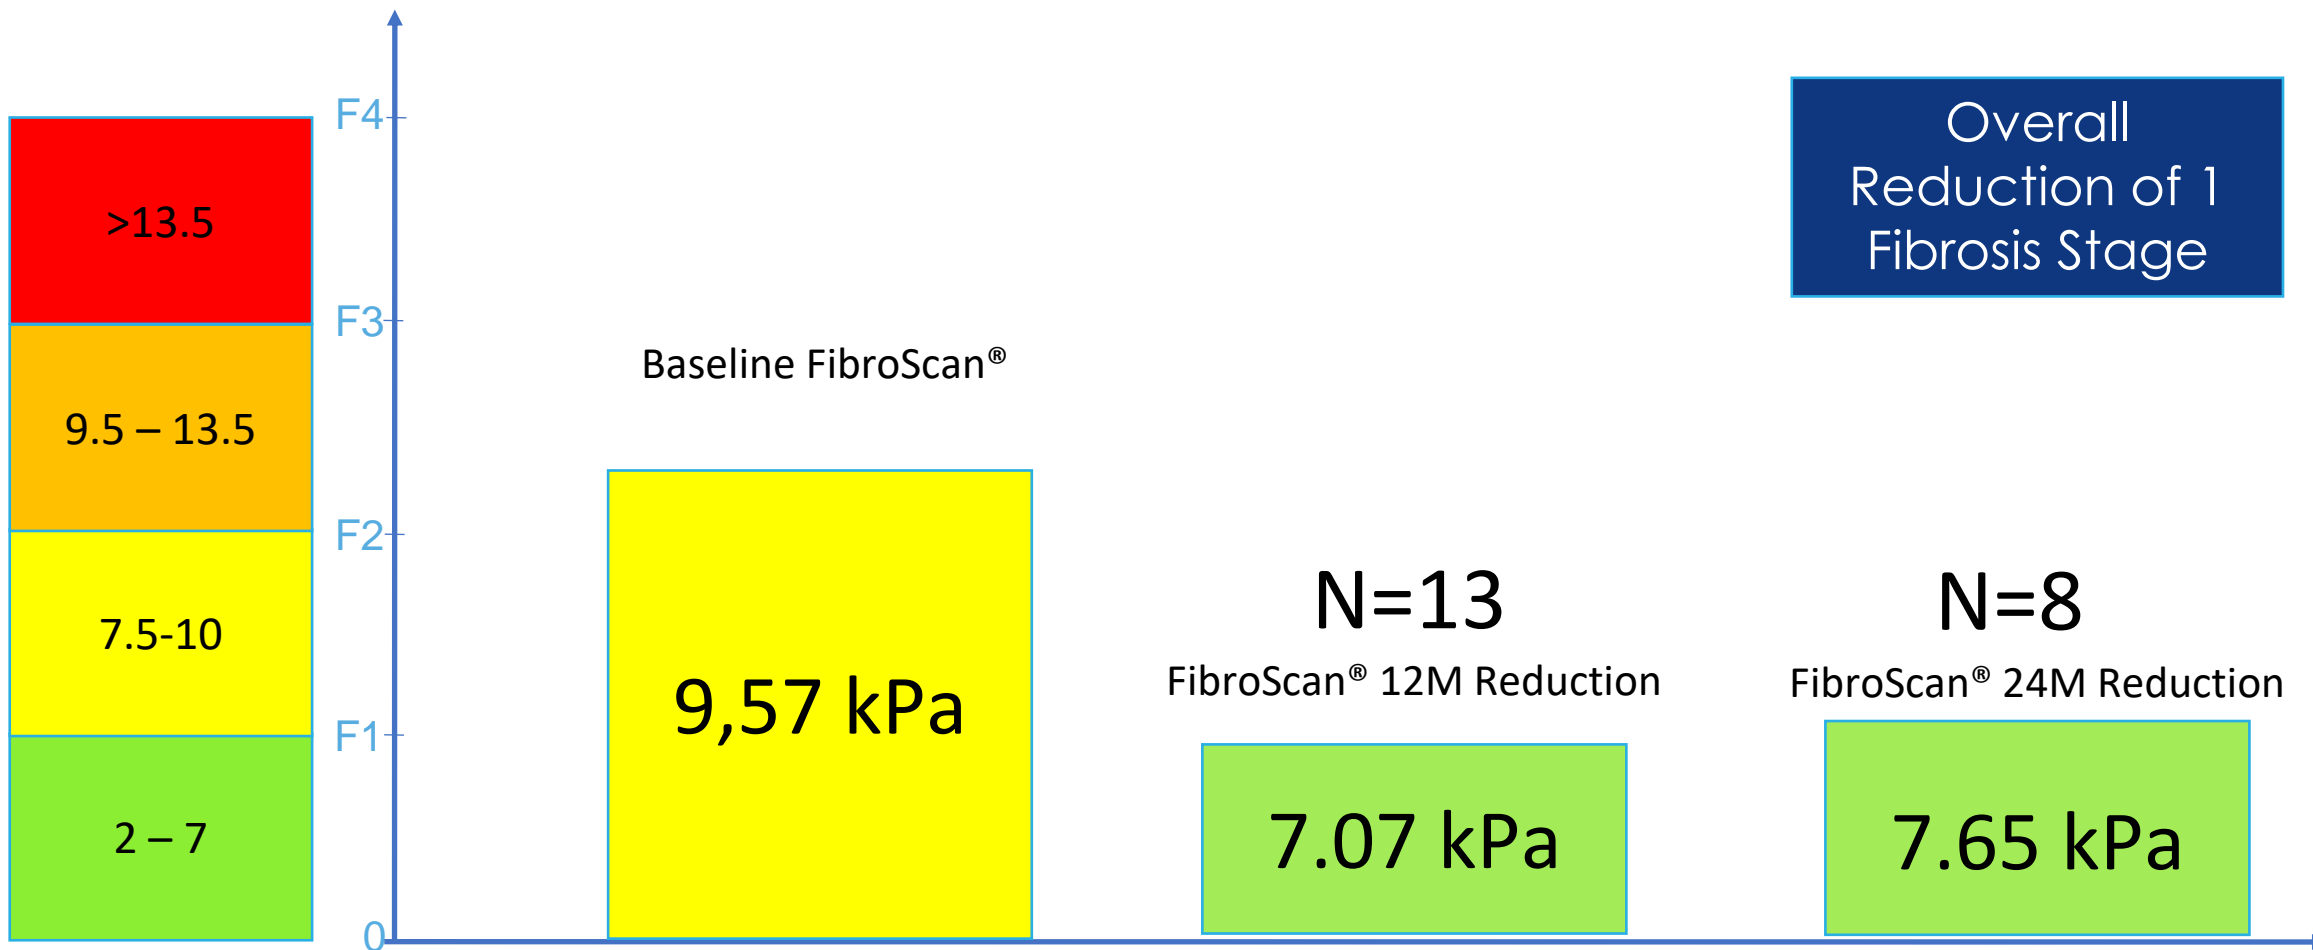 >13.5
9.5 – 13.5
7.5-10
2 – 7
F4
F3
F2
F1
0
Baseline FibroScan®
9,57 kPa
N=13
FibroScan® 12M Reduction
7.07 kPa
N=8
FibroScan® 24M Reduction
7.65 kPa
Overall
Reduction of 1
Fibrosis Stage